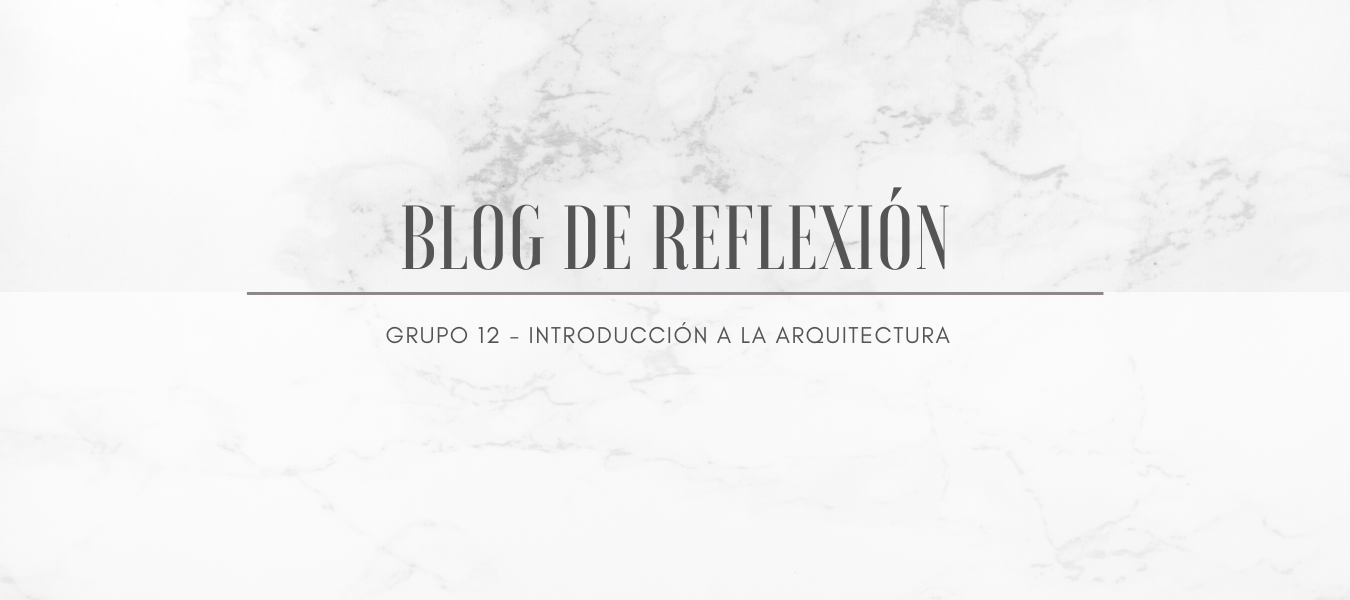 BLOG DE REFLEXIÓN
GRUPO 12 – INTRODUCCIÓN A LA ARQUITECTURA